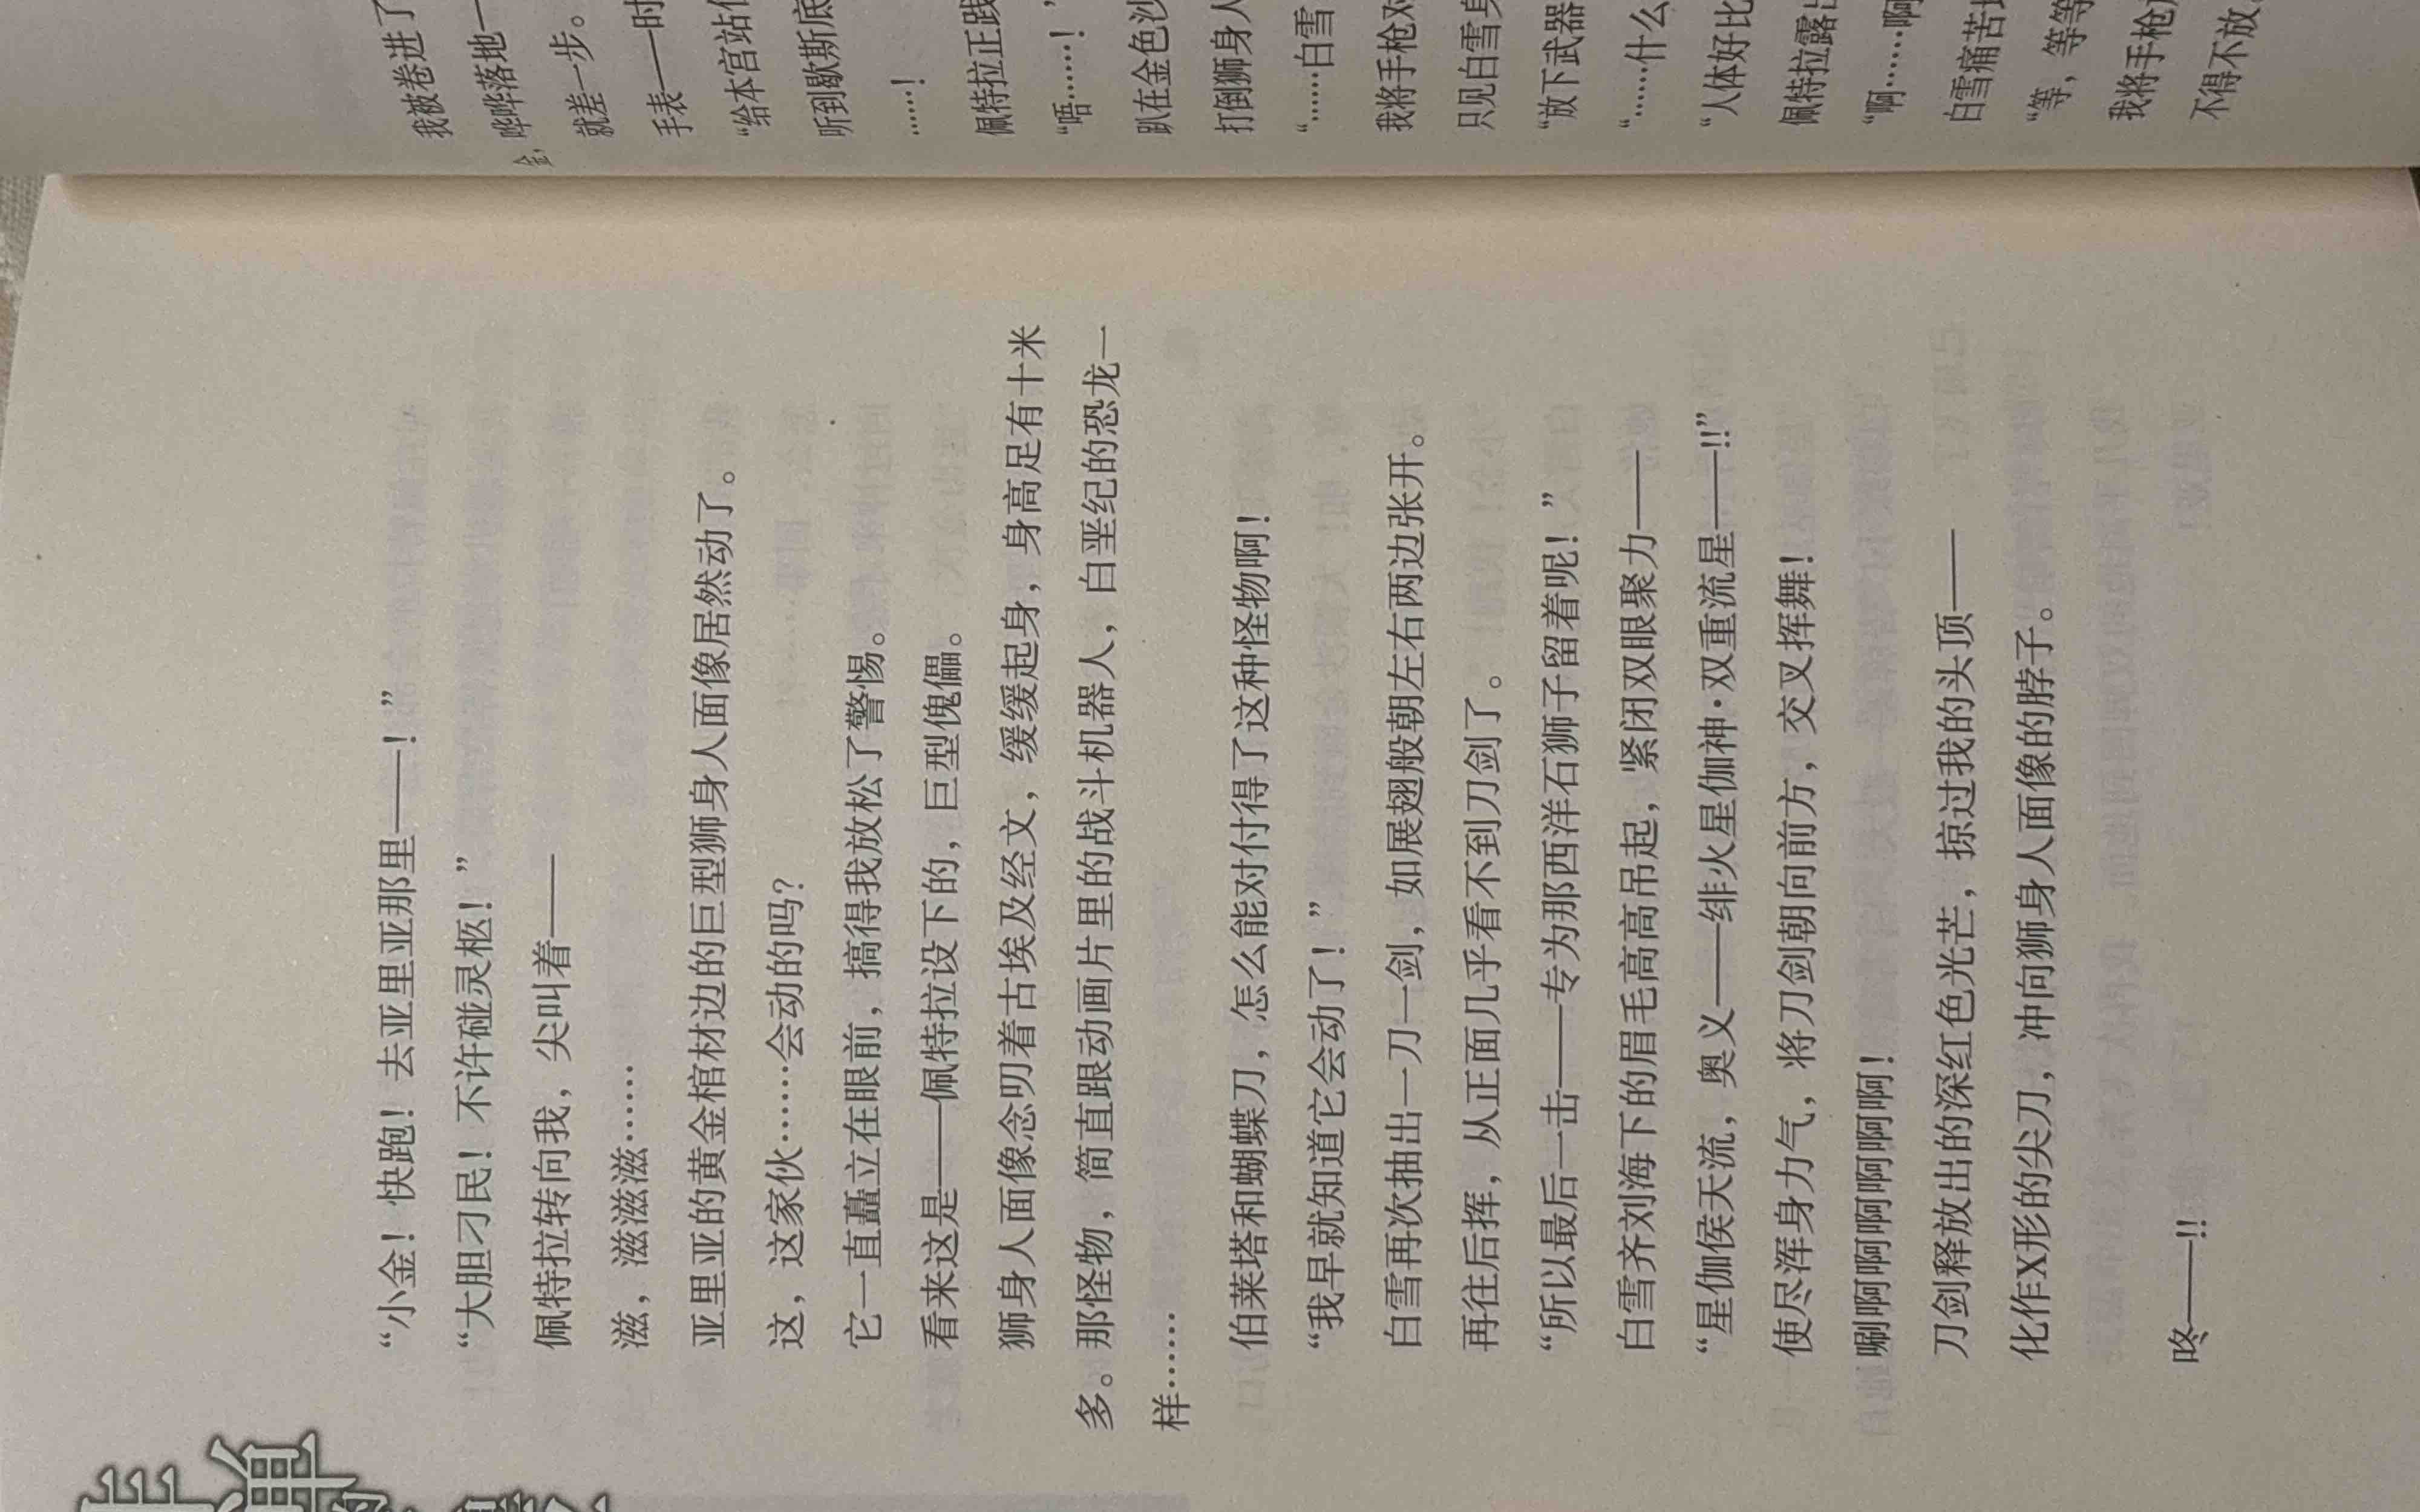 弹
的
“小金！快跑！去亚里亚那里——！”
“大胆刁民！不许碰灵柩！”
佩特拉转向我，尖叫着——
滋，滋滋滋……
亚里亚的黄金棺材边的巨型狮身人面像居然动了。
这，这家伙……会动的吗？
它一直矗立在眼前，搞得我放松了警惕。
看来这是——佩特拉设下的，巨型傀儡。
狮身人面像念叨着古埃及经文，缓缓起身，身高足有十米
多。那怪物，简直跟动画片里的战斗机器人，白垩纪的恐龙一
样……
伯莱塔和蝴蝶刀，怎么能对付得了这种怪物啊！
“我早就知道它会动了！”
白雪再次抽出一刀一剑，如展翅般朝左右两边张开。
再往后挥，从正面几乎看不到刀剑了。
“所以最后一击——专为那西洋石狮子留着呢！”
白雪齐刘海下的眉毛高高吊起，紧闭双眼聚力——
“星伽侯天流，奥义——绯火星伽神·双重流星——!!”
使尽浑身力气，将刀剑朝向前方，交叉挥舞！
唰啊啊啊啊啊啊！
刀剑释放出的深红色光芒，掠过我的头顶——
化作X形的尖刀，冲向狮身人面像的脖子。
咚——!!
我被卷进了
金，哗哗落地一
就差一步。
手表——时
“给本宫站住
听到歇斯底
……！
佩特拉正践
“唔……！”
趴在金色沙
打倒狮身人
“……白雪
我将手枪对
只见白雪身
“放下武器
“……什么
“人体好比
佩特拉露出
“啊……啊
白雪痛苦地
“等，等等
我将手枪放
不得不放